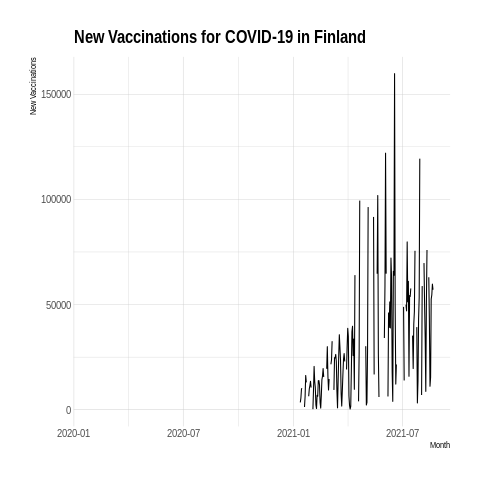 New Vaccinations for COVID-19 in Finland
New Vaccinations
150000
100000
50000
0
2020-01 2020-07 2021-01 2021-07
Month